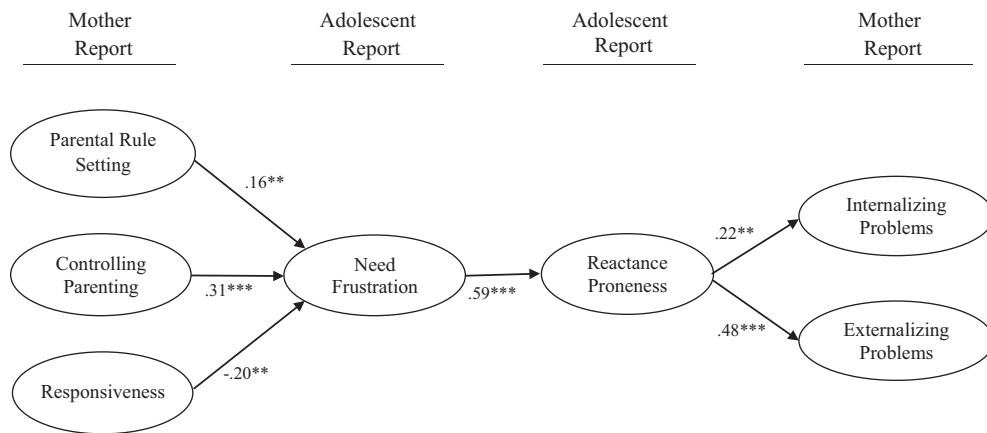 Mother
Report
Adolescent
Report
Adolescent
Report
Mother
Report
Parental Rule
Setting
.16**
Controlling
Parenting
.31***
Responsiveness
-.20**
Need
Frustration
.59***
Reactance
Proneness
.22**
.48***
Internalizing
Problems
Externalizing
Problems